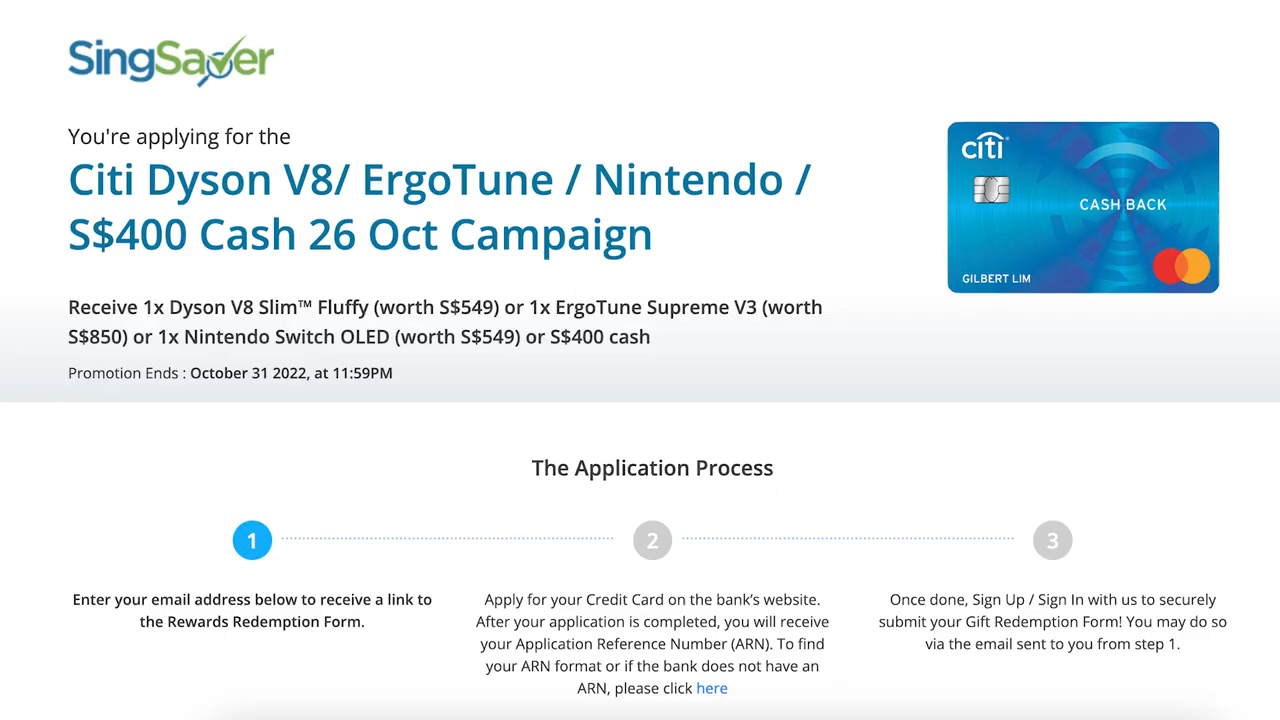 SingSaver
You're applying for the
Citi Dyson V8/ ErgoTune / Nintendo /
S$400 Cash 26 Oct Campaign
citi®
CASH BACK
GILBERT LIM
Receive 1x Dyson V8 Slim™ Fluffy (worth S$549) or 1x ErgoTune Supreme V3 (worth
S$850) or 1x Nintendo Switch OLED (worth S$549) or S$400 cash
Promotion Ends : October 31 2022, at 11:59PM
The Application Process
1
2
3
Enter your email address below to receive a link to
the Rewards Redemption Form.
Apply for your Credit Card on the bank’s website.
After your application is completed, you will receive
your Application Reference Number (ARN). To find
your ARN format or if the bank does not have an
ARN, please click here
Once done, Sign Up / Sign In with us to securely
submit your Gift Redemption Form! You may do so
via the email sent to you from step 1.